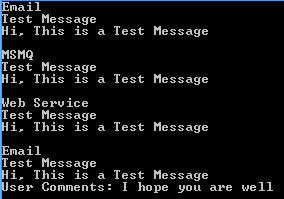 Email
Test Message
Hi, This is a Test Message
MSMQ
Test Message
Hi, This is a Test Message
Web Service
Test Message
Hi, This is a Test Message
Email
Test Message
Hi, This is a Test Message
User Comments: I hope you are well